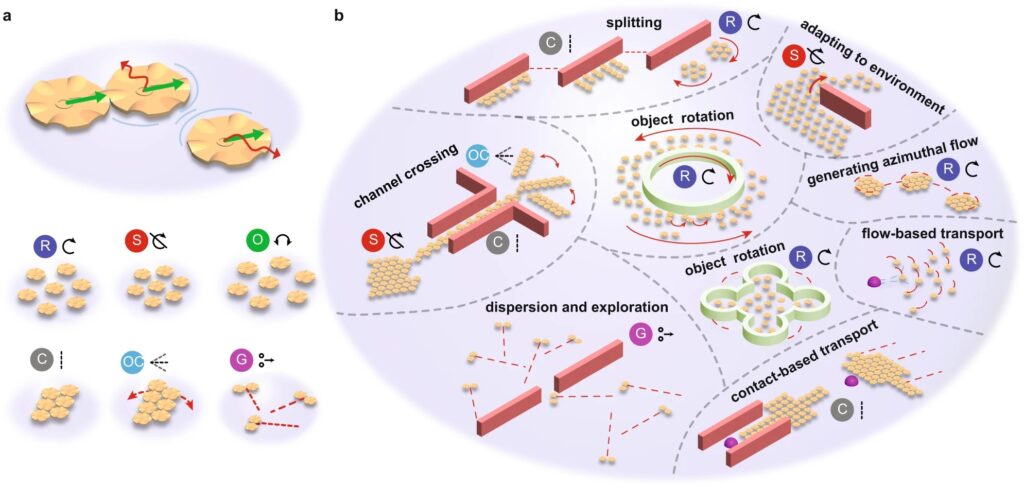 a
R
S
O
C
OC
G
b
splitting
C
R
adapting to environment
S
channel crossing
OC
S
C
object rotation
R
generating azimuthal flow
R
flow-based transport
R
object rotation
R
dispersion and exploration
G
contact-based transport
C